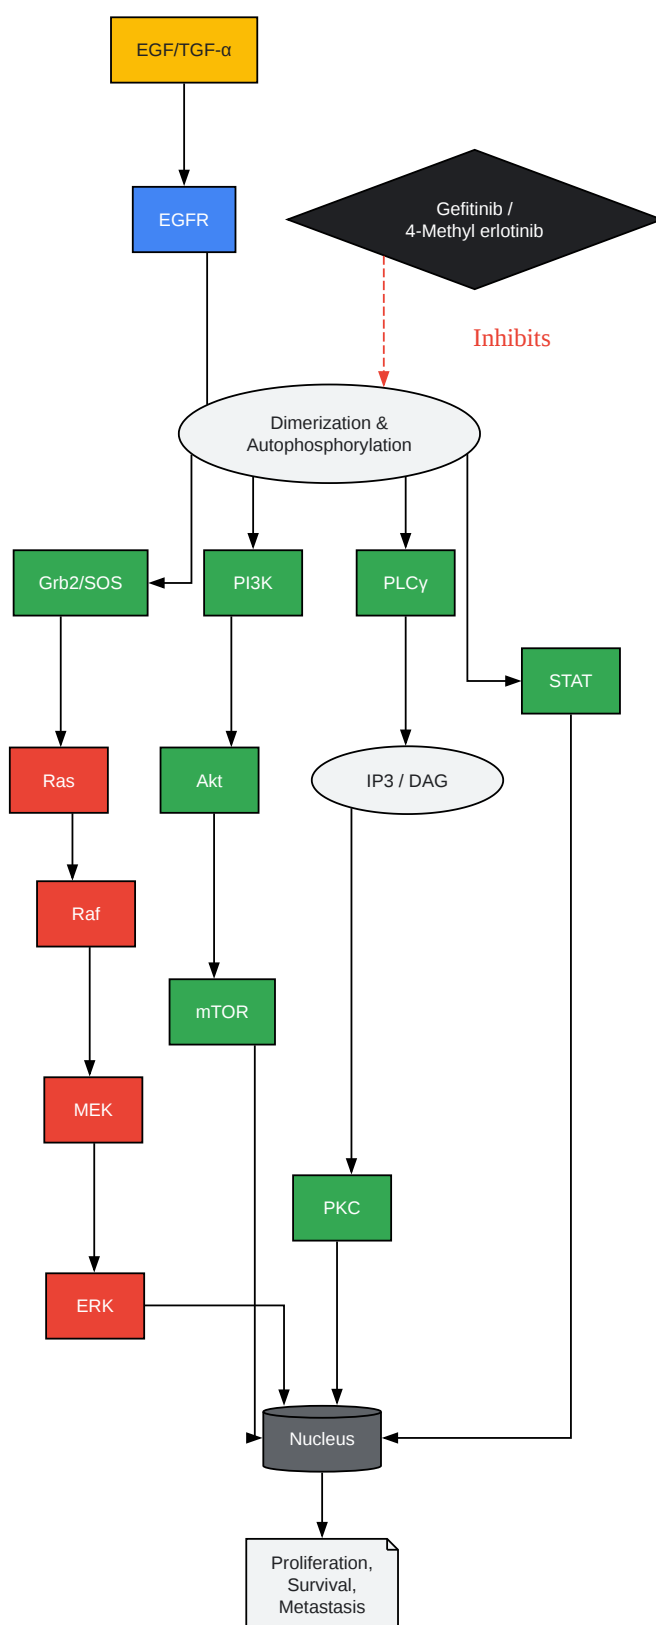 EGF/TGF-α
EGFR
Gefitinib /
4-Methyl erlotinib
Inhibits
Dimerization &
Autophosphorylation
Grb2/SOS
PI3K
PLCγ
STAT
Ras
Akt
IP3 / DAG
Raf
mTOR
MEK
PKC
ERK
Nucleus
Proliferation,
Survival,
Metastasis